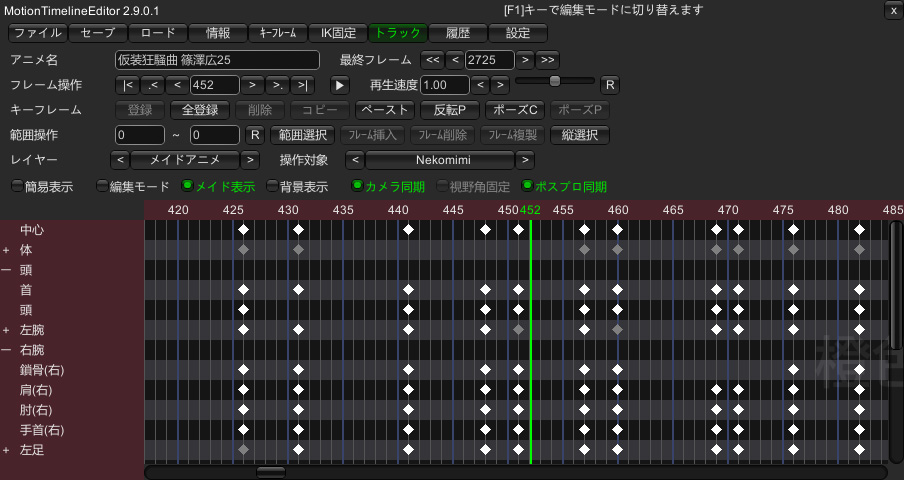 MotionTimelineEditor 2.9.0.1 [F1]キーで編集モードに切り替えます x
ファイル セーブ ロード 情報 ｷｰﾌﾚｰﾑ IK固定 トラック 履歴 設定
アニメ名 仮装狂騒曲 篠澤広25 最終フレーム << < 2725 > >>
フレーム操作 |< .< < 452 > >. >| ▶ 再生速度 1.00 < > R
キーフレーム 登録 全登録 削除 コピー ペースト 反転P ポーズC ポーズP
範囲操作 0 ~ 0 R 範囲選択 ﾌﾚｰﾑ挿入 ﾌﾚｰﾑ削除 ﾌﾚｰﾑ複製 縦選択
レイヤー < メイドアニメ > 操作対象 < Nekomimi >
簡易表示 編集モード メイド表示 背景表示 カメラ同期 視野角固定 ポスプロ同期
420 425 430 435 440 445 450 452 455 460 465 470 475 480 485
中心
+ 体
― 頭
首
頭
+ 左腕
― 右腕
鎖骨(右)
肩(右)
肘(右)
手首(右)
+ 左足
橙色